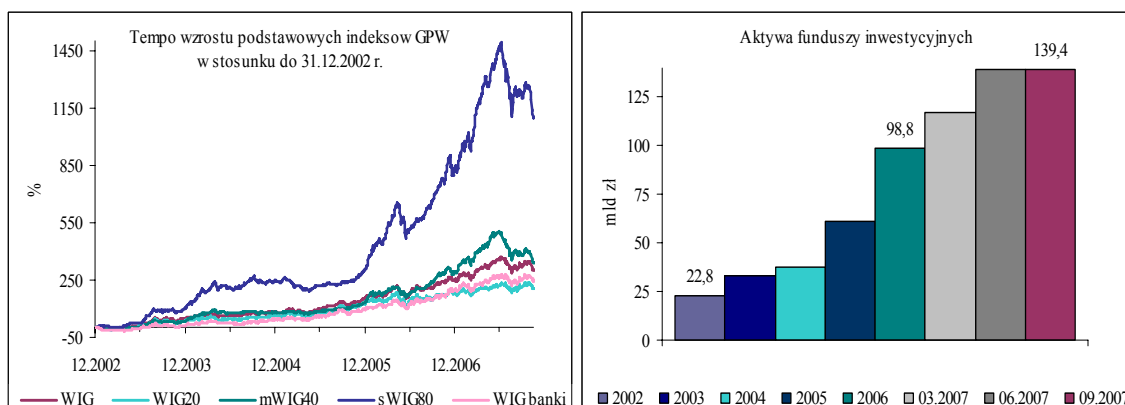 Tempo wzrostu podstawowych indeksow GPW
w stosunku do 31.12.2002 r.
1450
1150
850
550
250
-50
%
12.2002 12.2003 12.2004 12.2005 12.2006
WIG WIG20 mWIG40 sWIG80 WIG banki
Aktywa funduszy inwestycyjnych
139,4
98,8
22,8
125
100
75
50
25
0
mld zł
2002 2003 2004 2005 2006 03.2007 06.2007 09.2007